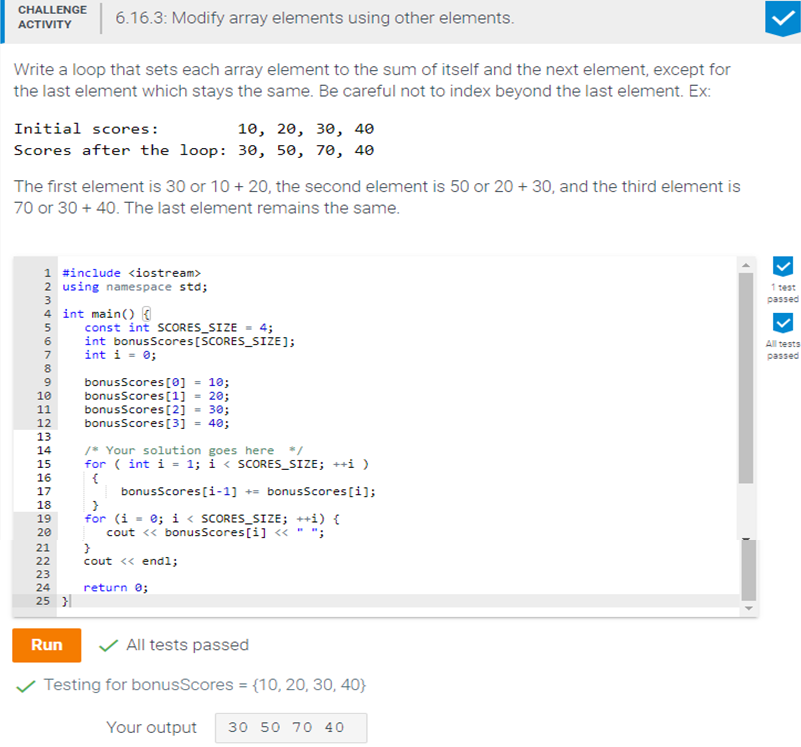 CHALLENGE
ACTIVITY
6.16.3: Modify array elements using other elements.
Write a loop that sets each array element to the sum of itself and the next element, except for
the last element which stays the same. Be careful not to index beyond the last element. Ex:
Initial scores: 10, 20, 30, 40
Scores after the loop: 30, 50, 70, 40
The first element is 30 or 10 + 20, the second element is 50 or 20 + 30, and the third element is
70 or 30 + 40. The last element remains the same.
1 #include <iostream>
2 using namespace std;
3
4 int main() {
5 const int SCORES_SIZE = 4;
6 int bonusScores[SCORES_SIZE];
7 int i = 0;
8
9 bonusScores[0] = 10;
10 bonusScores[1] = 20;
11 bonusScores[2] = 30;
12 bonusScores[3] = 40;
13
14 /* Your solution goes here */
15 for ( int i = 1; i < SCORES_SIZE; ++i )
16 {
17 bonusScores[i-1] += bonusScores[i];
18 }
19 for (i = 0; i < SCORES_SIZE; ++i) {
20 cout << bonusScores[i] << " ";
21 }
22 cout << endl;
23
24 return 0;
25 }
1 test
passed
All tests
passed
Run
All tests passed
Testing for bonusScores = {10, 20, 30, 40}
Your output 30 50 70 40